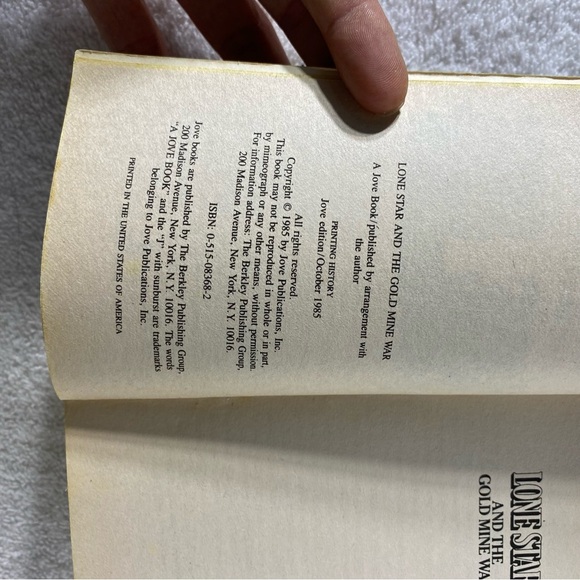 LONE STAR AND THE GOLD MINE WAR
A Jove Book/published by arrangement with
the author
PRINTING HISTORY
Jove edition/October 1985
All rights reserved.
Copyright © 1985 by Jove Publications, Inc.
This book may not be reproduced in whole or in part,
by mimeograph or any other means, without permission.
For information address: The Berkley Publishing Group,
200 Madison Avenue, New York, N.Y. 10016.
ISBN: 0-515-08368-2
Jove books are published by The Berkley Publishing Group,
200 Madison Avenue, New York, N.Y. 10016. The words
"A JOVE BOOK" and the "J" with sunburst are trademarks
belonging to Jove Publications, Inc.
PRINTED IN THE UNITED STATES OF AMERICA
LONE STAR
AND THE
GOLD MINE WA